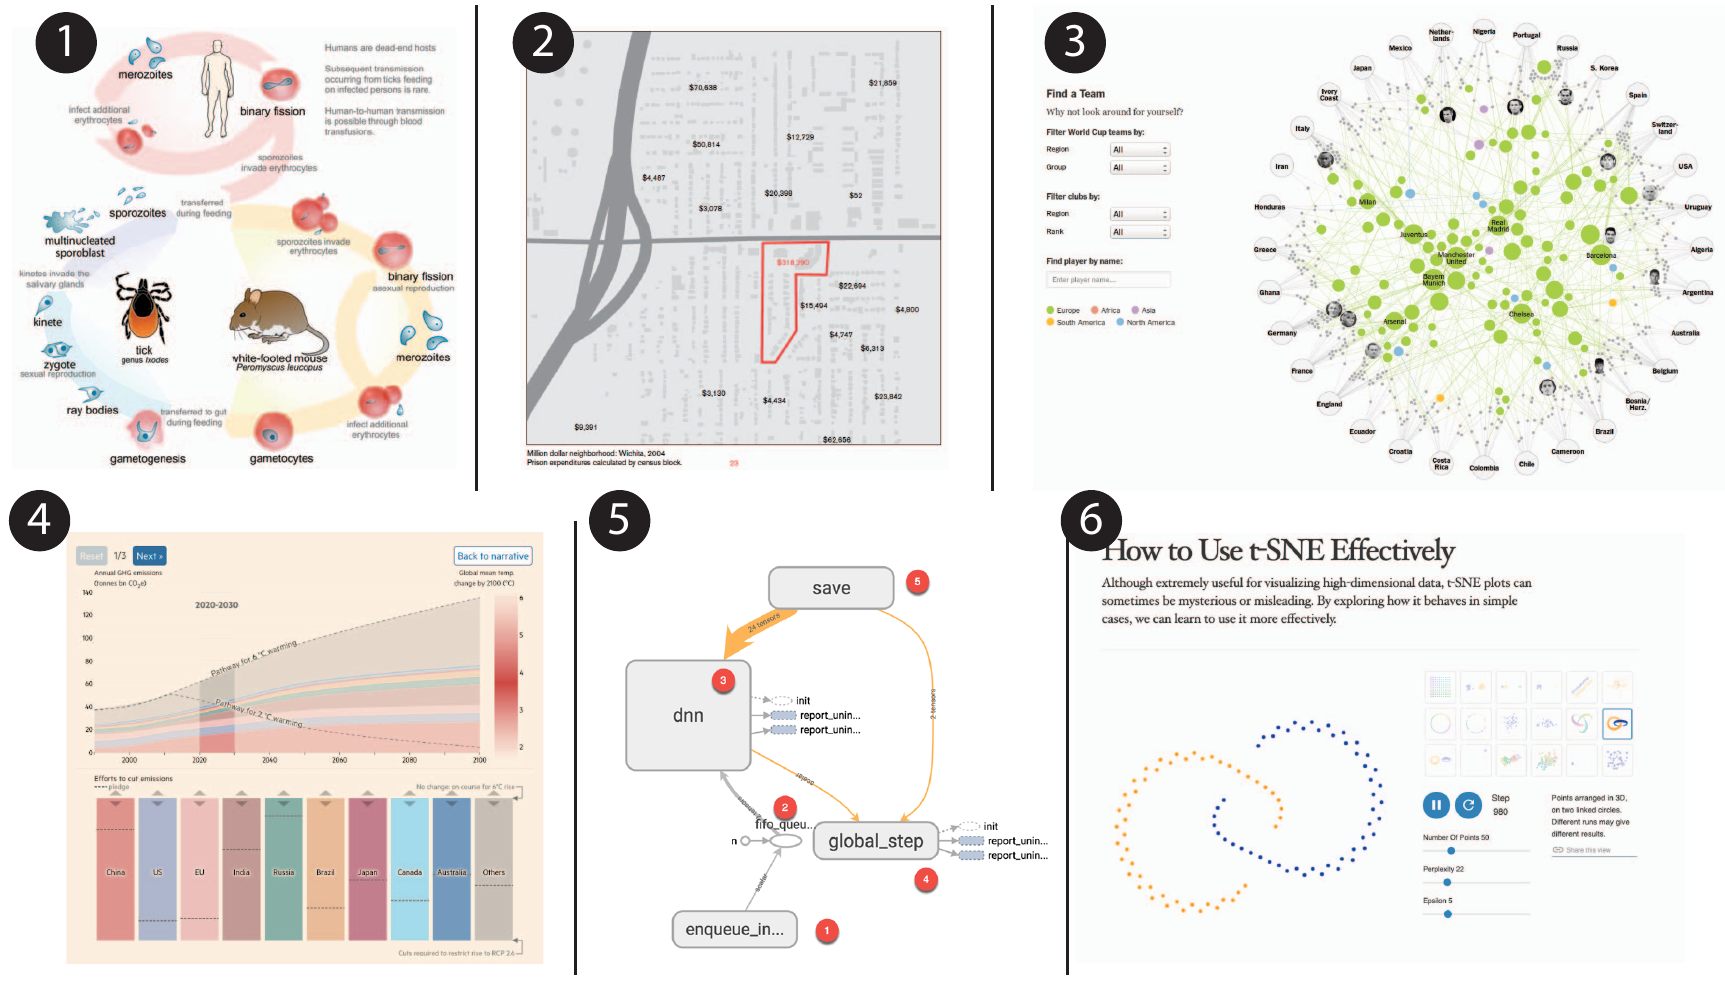 1
merozoites
binary fission
infect additional
erythrocytes
Humans are dead-end hosts
Subsequent transmission
occurring from ticks feeding
on infected persons is rare.
Human-to-human transmission
is possible through blood
transfusions.
sporozoites
invade erythrocytes
transferred
during feeding
sporozoites
multinucleated
sporoblast
sporozoites invade
erythrocytes
kinetes invade the
salivary glands
binary fission
asexual reproduction
kinete
tick
genus Ixodes
white-footed mouse
Peromyscus leucopus
merozoites
zygote
sexual reproduction
ray bodies
transferred to gut
during feeding
infect additional
erythrocytes
gametogenesis
gametocytes
2
$70,638
$21,859
$12,729
$50,814
$4,487
$20,398
$52
$3,078
$318,390
$22,694
$15,494
$4,800
$4,747
$6,313
$3,130
$4,434
$23,842
$9,391
$62,656
Million dollar neighborhood: Wichita, 2004
Prison expenditures calculated by census block.
23
3
Find a Team
Why not look around for yourself?
Filter World Cup teams by:
Region All
Group All
Filter clubs by:
Region All
Rank All
Find player by name:
Enter player name...
Europe Africa Asia
South America North America
Nigeria
Portugal
Russia
S. Korea
Spain
Switzer-
land
USA
Uruguay
Algeria
Argentina
Australia
Belgium
Bosnia/
Herz.
Brazil
Cameroon
Chile
Colombia
Costa
Rica
Croatia
Ecuador
England
France
Germany
Ghana
Greece
Honduras
Iran
Italy
Ivory
Coast
Japan
Mexico
Nether-
lands
Milan
Juventus
Real
Madrid
Manchester
United
Bayern
Munich
Barcelona
Arsenal
Chelsea
4
Reset 1/3 Next »
Back to narrative
Annual GHG emissions
(tonnes bn CO2e)
Global mean temp.
change by 2100 (°C)
140
120
100
80
60
40
20
0
2020-2030
Pathway for 6 °C warming
Pathway for 2 °C warming
6
5
4
3
2
2000 2020 2040 2060 2080 2100
Efforts to cut emissions
pledge
No change: on course for 6°C rise
China US EU India Russia Brazil Japan Canada Australia Others
Cuts required to restrict rise to RCP 2.6
5
save
5
24 tensors
dnn
3
init
report_unin...
report_unin...
2 tensors
scalar
2
fifo_queu...
n
global_step
init
report_unin...
report_unin...
4
scalar
enqueue_in...
1
6
How to Use t-SNE Effectively
Although extremely useful for visualizing high-dimensional data, t-SNE plots can
sometimes be mysterious or misleading. By exploring how it behaves in simple
cases, we can learn to use it more effectively.
Step
980
Points arranged in 3D,
on two linked circles.
Different runs may give
different results.
Share this view
Number Of Points 50
Perplexity 22
Epsilon 5